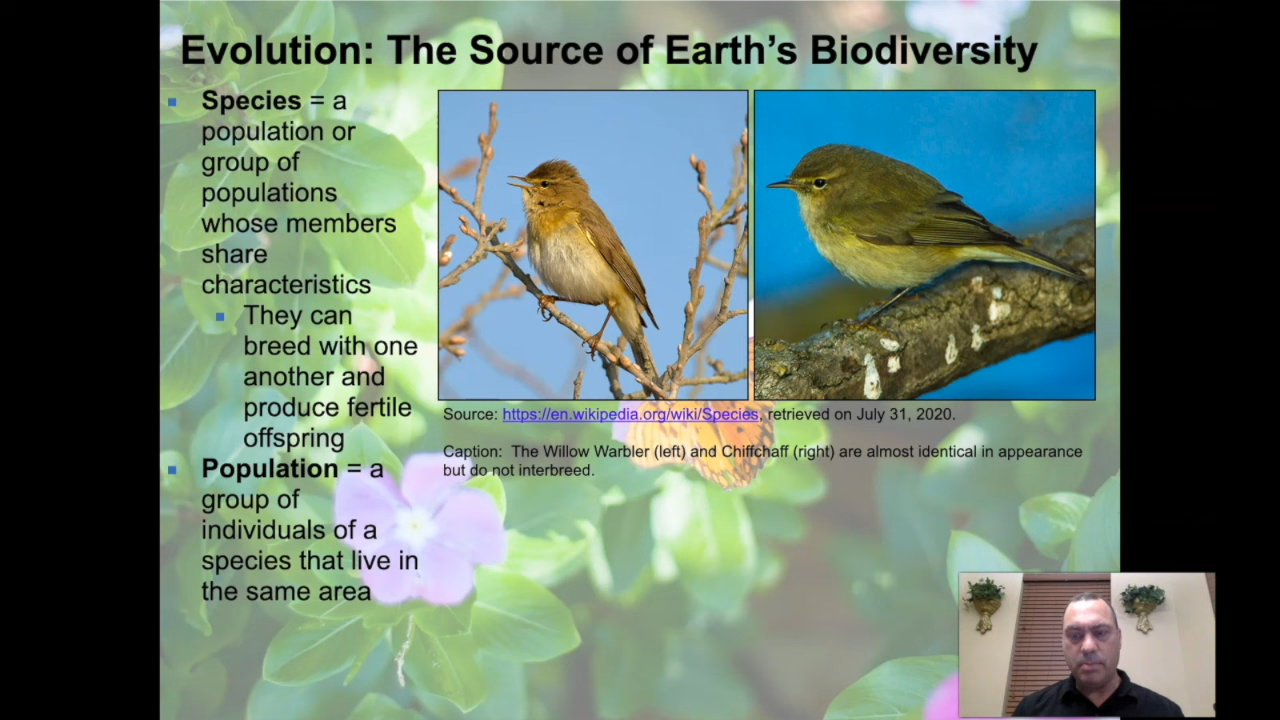 Evolution: The Source of Earth’s Biodiversity
Species = a
population or
group of
populations
whose members
share
characteristics
They can
breed with one
another and
produce fertile
offspring
Population = a
group of
individuals of a
species that live in
the same area
Source: https://en.wikipedia.org/wiki/Species, retrieved on July 31, 2020.
Caption: The Willow Warbler (left) and Chiffchaff (right) are almost identical in appearance
but do not interbreed.